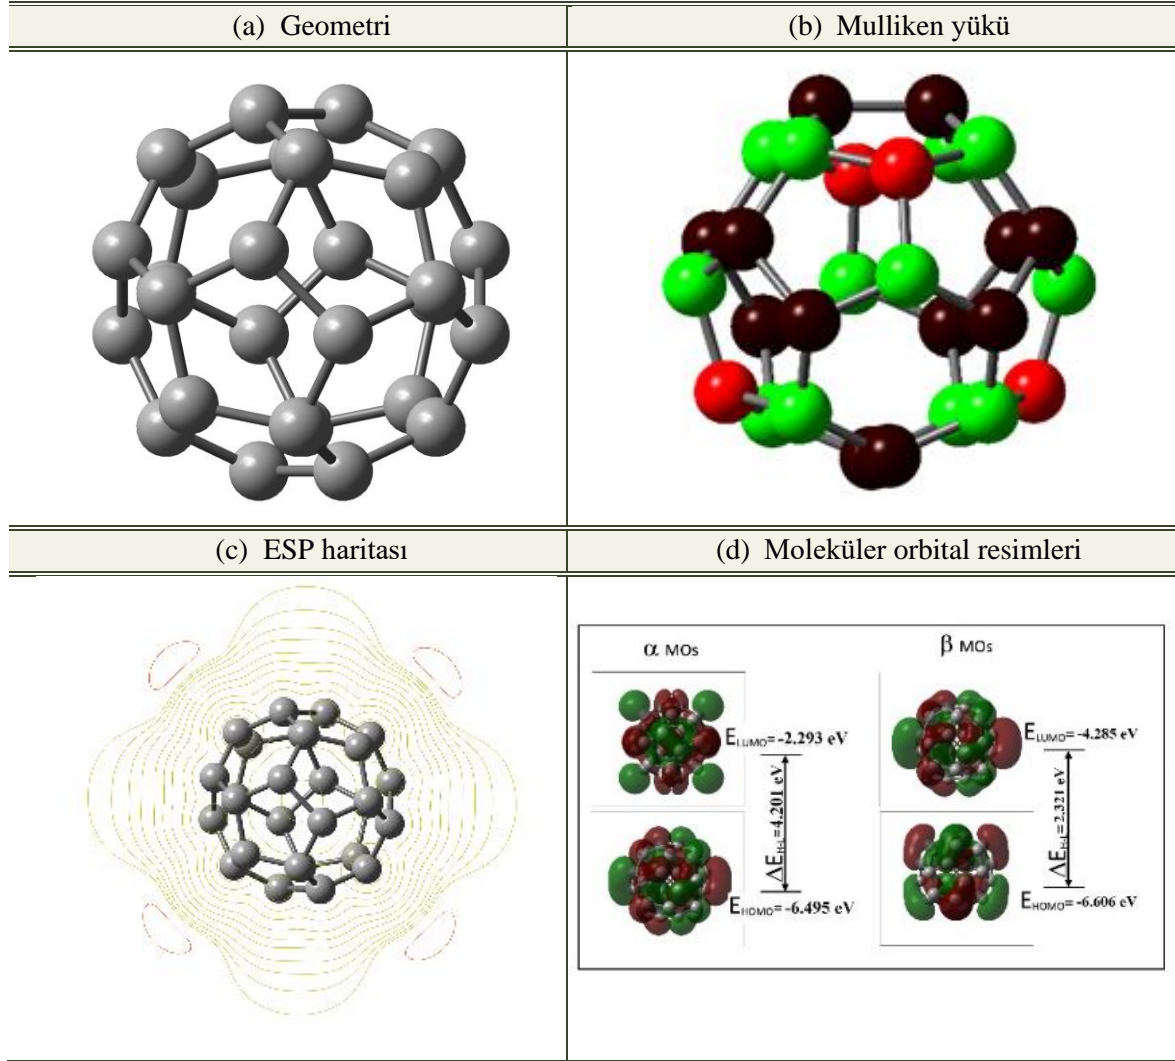 (a) Geometri
(b) Mulliken yükü
(c) ESP haritası
(d) Moleküler orbital resimleri
α MOs
β MOs
E_LUMO= -2.293 eV
ΔE_H-L= 4.201 eV
E_HOMO= -6.495 eV
E_LUMO= -4.285 eV
ΔE_H-L= 2.321 eV
E_HOMO= -6.606 eV